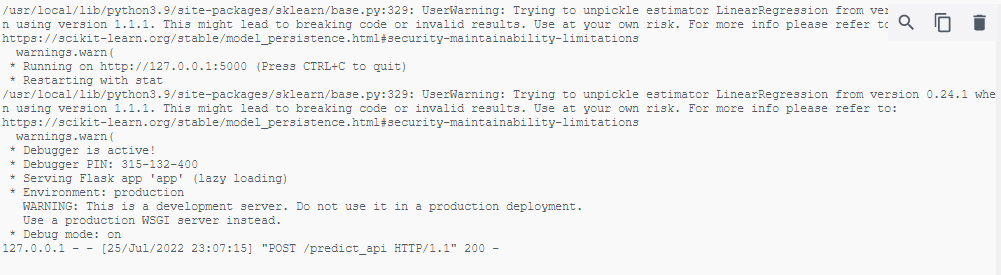 /usr/local/lib/python3.9/site-packages/sklearn/base.py:329: UserWarning: Trying to unpickle estimator LinearRegression from
n using version 1.1.1. This might lead to breaking code or invalid results. Use at your own risk. For more info please refer to
https://scikit-learn.org/stable/model_persistence.html#security-maintainability-limitations
  warnings.warn(
 * Running on http://127.0.0.1:5000 (Press CTRL+C to quit)
 * Restarting with stat
/usr/local/lib/python3.9/site-packages/sklearn/base.py:329: UserWarning: Trying to unpickle estimator LinearRegression from version 0.24.1 whe
n using version 1.1.1. This might lead to breaking code or invalid results. Use at your own risk. For more info please refer to:
https://scikit-learn.org/stable/model_persistence.html#security-maintainability-limitations
  warnings.warn(
 * Debugger is active!
 * Debugger PIN: 315-132-400
 * Serving Flask app 'app' (lazy loading)
 * Environment: production
   WARNING: This is a development server. Do not use it in a production deployment.
   Use a production WSGI server instead.
 * Debug mode: on
127.0.0.1 - - [25/Jul/2022 23:07:15] "POST /predict_api HTTP/1.1" 200 -